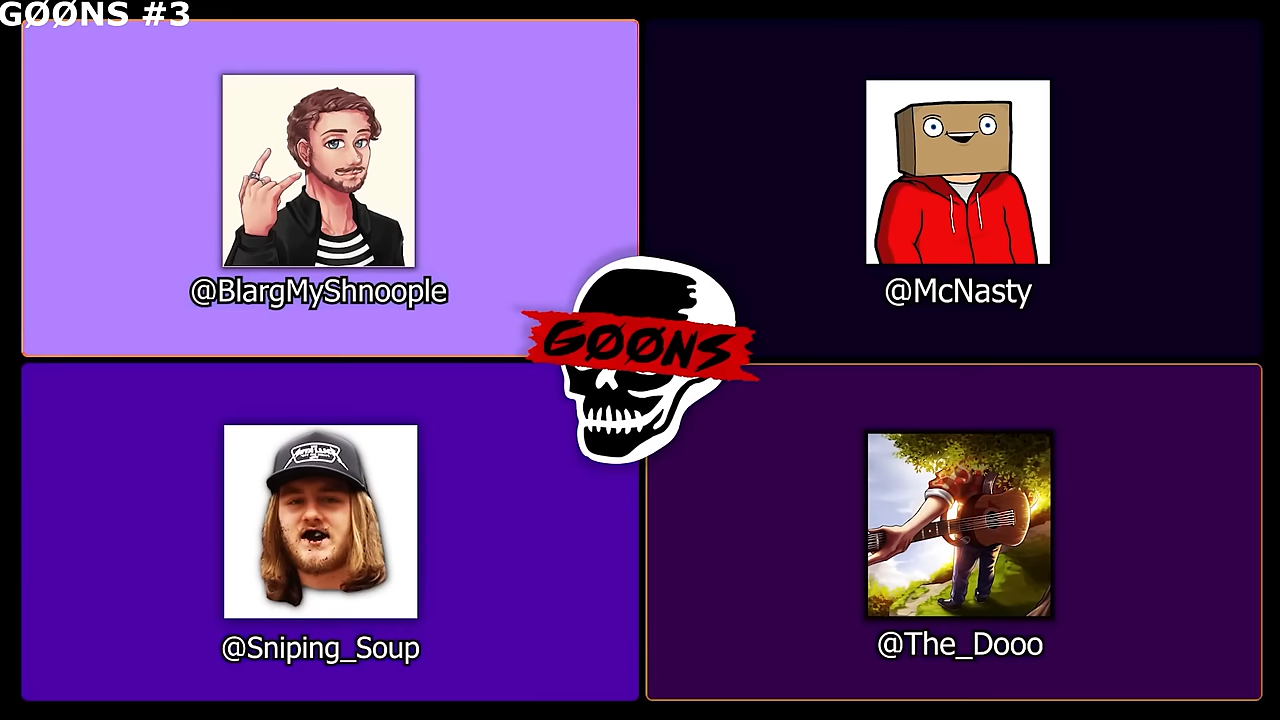 GØØNS #3
@BlargMyShnoople
@McNasty
GØØNS
@Sniping_Soup
@The_Dooo